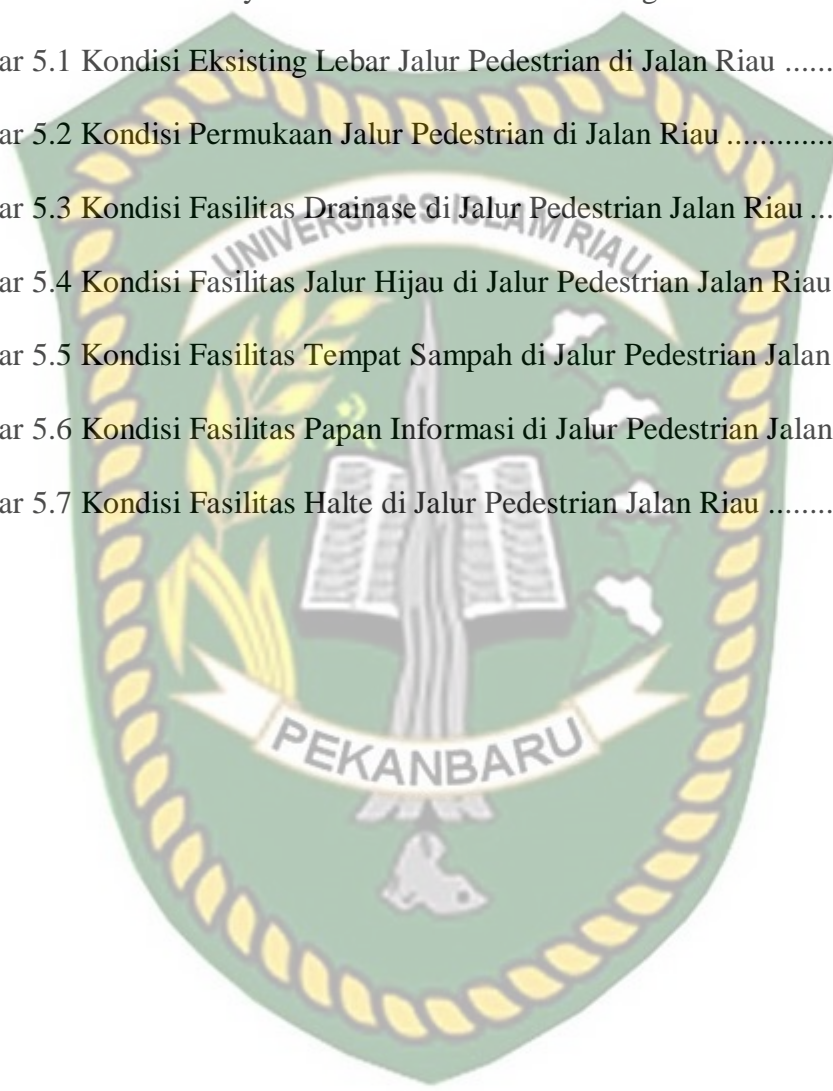 ar 5.1 Kondisi Eksisting Lebar Jalur Pedestrian di Jalan Riau ......
ar 5.2 Kondisi Permukaan Jalur Pedestrian di Jalan Riau .............
ar 5.3 Kondisi Fasilitas Drainase di Jalur Pedestrian Jalan Riau ...
UNIVERSITAS ISLAM RIAU
ar 5.4 Kondisi Fasilitas Jalur Hijau di Jalur Pedestrian Jalan Riau
ar 5.5 Kondisi Fasilitas Tempat Sampah di Jalur Pedestrian Jalan
ar 5.6 Kondisi Fasilitas Papan Informasi di Jalur Pedestrian Jalan
ar 5.7 Kondisi Fasilitas Halte di Jalur Pedestrian Jalan Riau ........
PEKANBARU